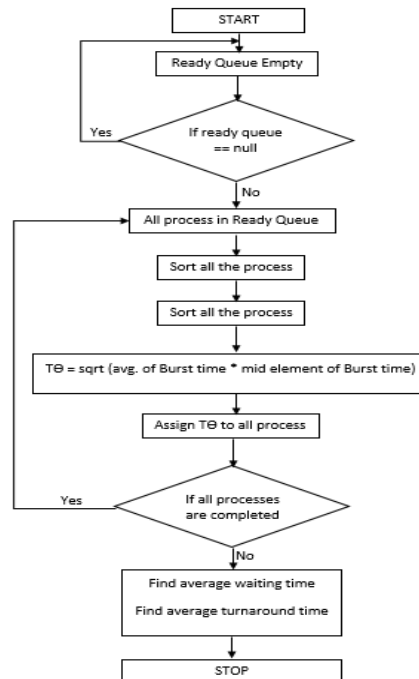 START
Ready Queue Empty
Yes
If ready queue
== null
No
All process in Ready Queue
Sort all the process
Sort all the process
TΘ = sqrt (avg. of Burst time * mid element of Burst time)
Assign TΘ to all process
Yes
If all processes
are completed
No
Find average waiting time
Find average turnaround time
STOP